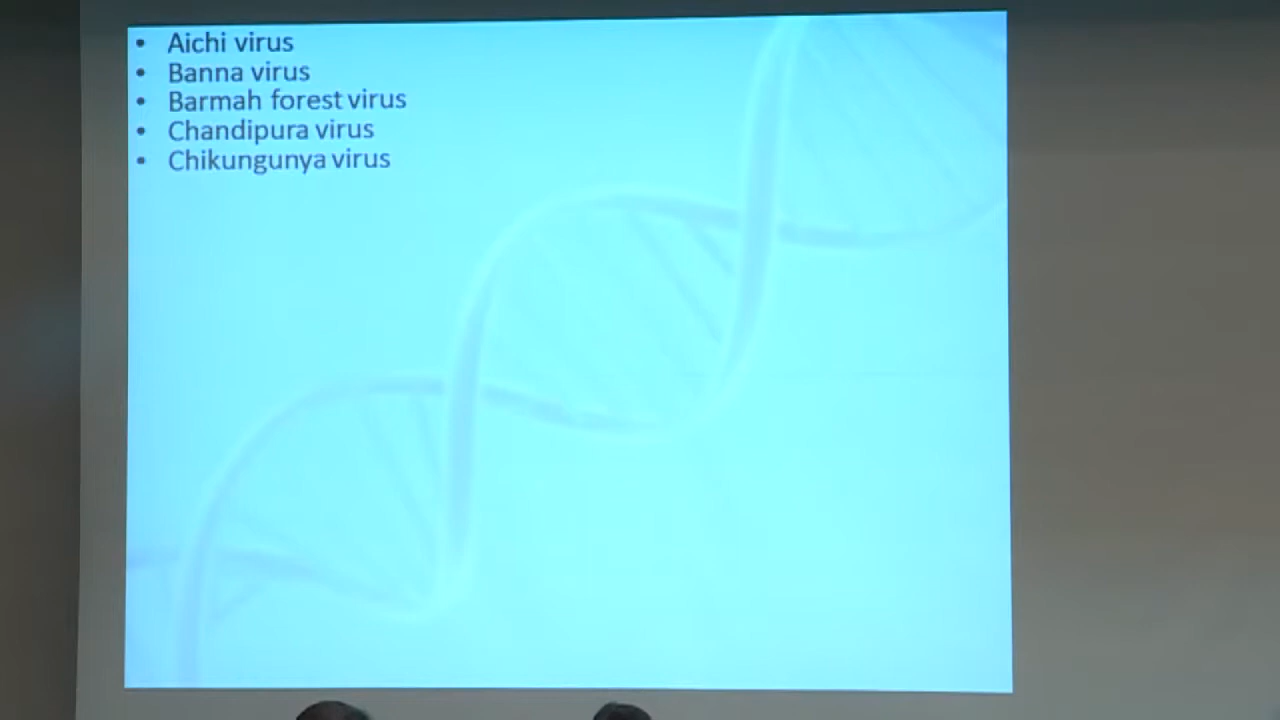 • Aichi virus
• Banna virus
• Barmah forest virus
• Chandipura virus
• Chikungunya virus